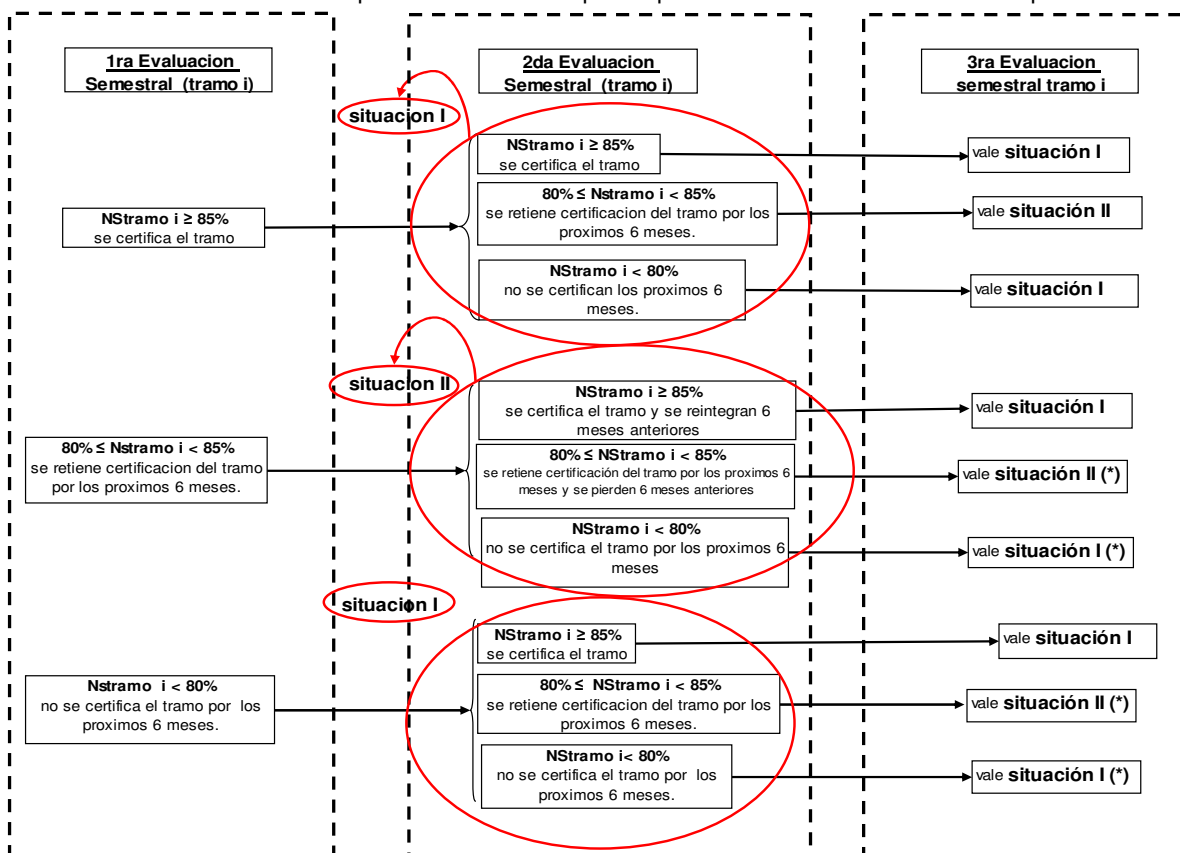 1ra Evaluacion
Semestral (tramo i)
2da Evaluacion
Semestral (tramo i)
3ra Evaluacion
semestral tramo i
situacion I
NStramo i ≥ 85%
se certifica el tramo
NStramo i ≥ 85%
se certifica el tramo
vale situación I
80% ≤ Nstramo i < 85%
se retiene certificacion del tramo por los
proximos 6 meses.
vale situación II
NStramo i < 80%
no se certifican los proximos 6
meses.
vale situación I
situacion II
80% ≤ Nstramo i < 85%
se retiene certificacion del tramo
por los proximos 6 meses.
NStramo i ≥ 85%
se certifica el tramo y se reintegran 6
meses anteriores
vale situación I
80% ≤ NStramo i < 85%
se retiene certificación del tramo por los proximos 6
meses y se pierden 6 meses anteriores
vale situación II (*)
NStramo i < 80%
no se certifica el tramo por los proximos 6
meses
vale situación I (*)
situacion I
Nstramo i < 80%
no se certifica el tramo por los
proximos 6 meses.
NStramo i ≥ 85%
se certifica el tramo
vale situación I
80% ≤ NStramo i < 85%
se retiene certificacion del tramo por los
proximos 6 meses.
vale situación II (*)
NStramo i< 80%
no se certifica el tramo por los
proximos 6 meses.
vale situación I (*)